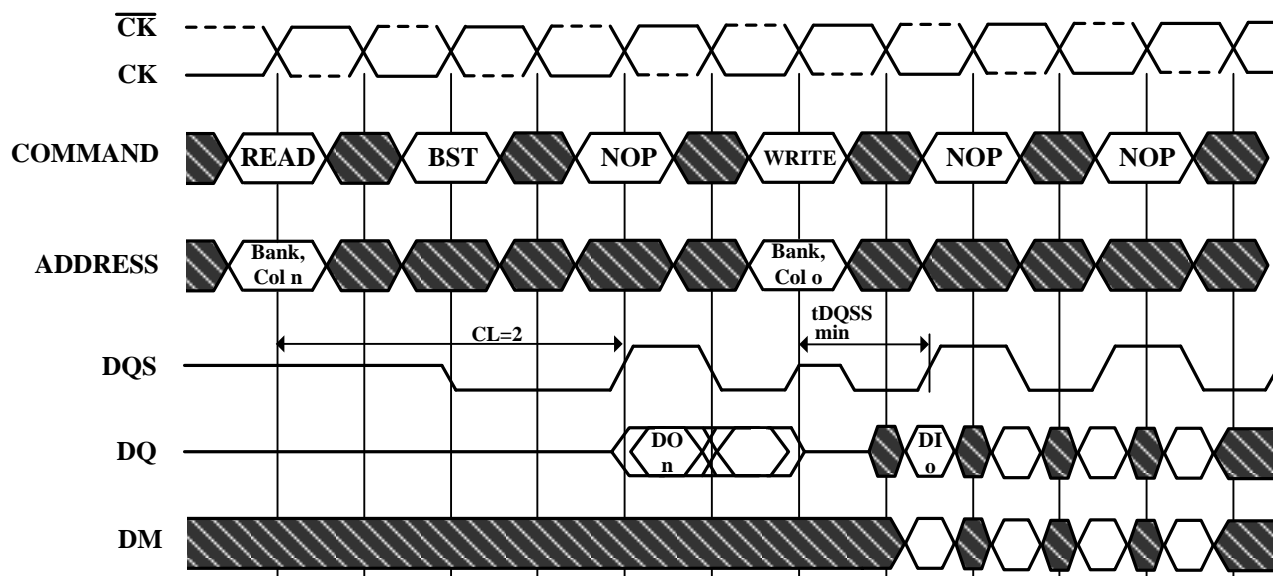 CK
CK
COMMAND
READ
BST
NOP
WRITE
NOP
NOP
ADDRESS
Bank,
Col n
Bank,
Col o
CL=2
tDQSS
min
DQS
DQ
DO
n
DI
o
DM